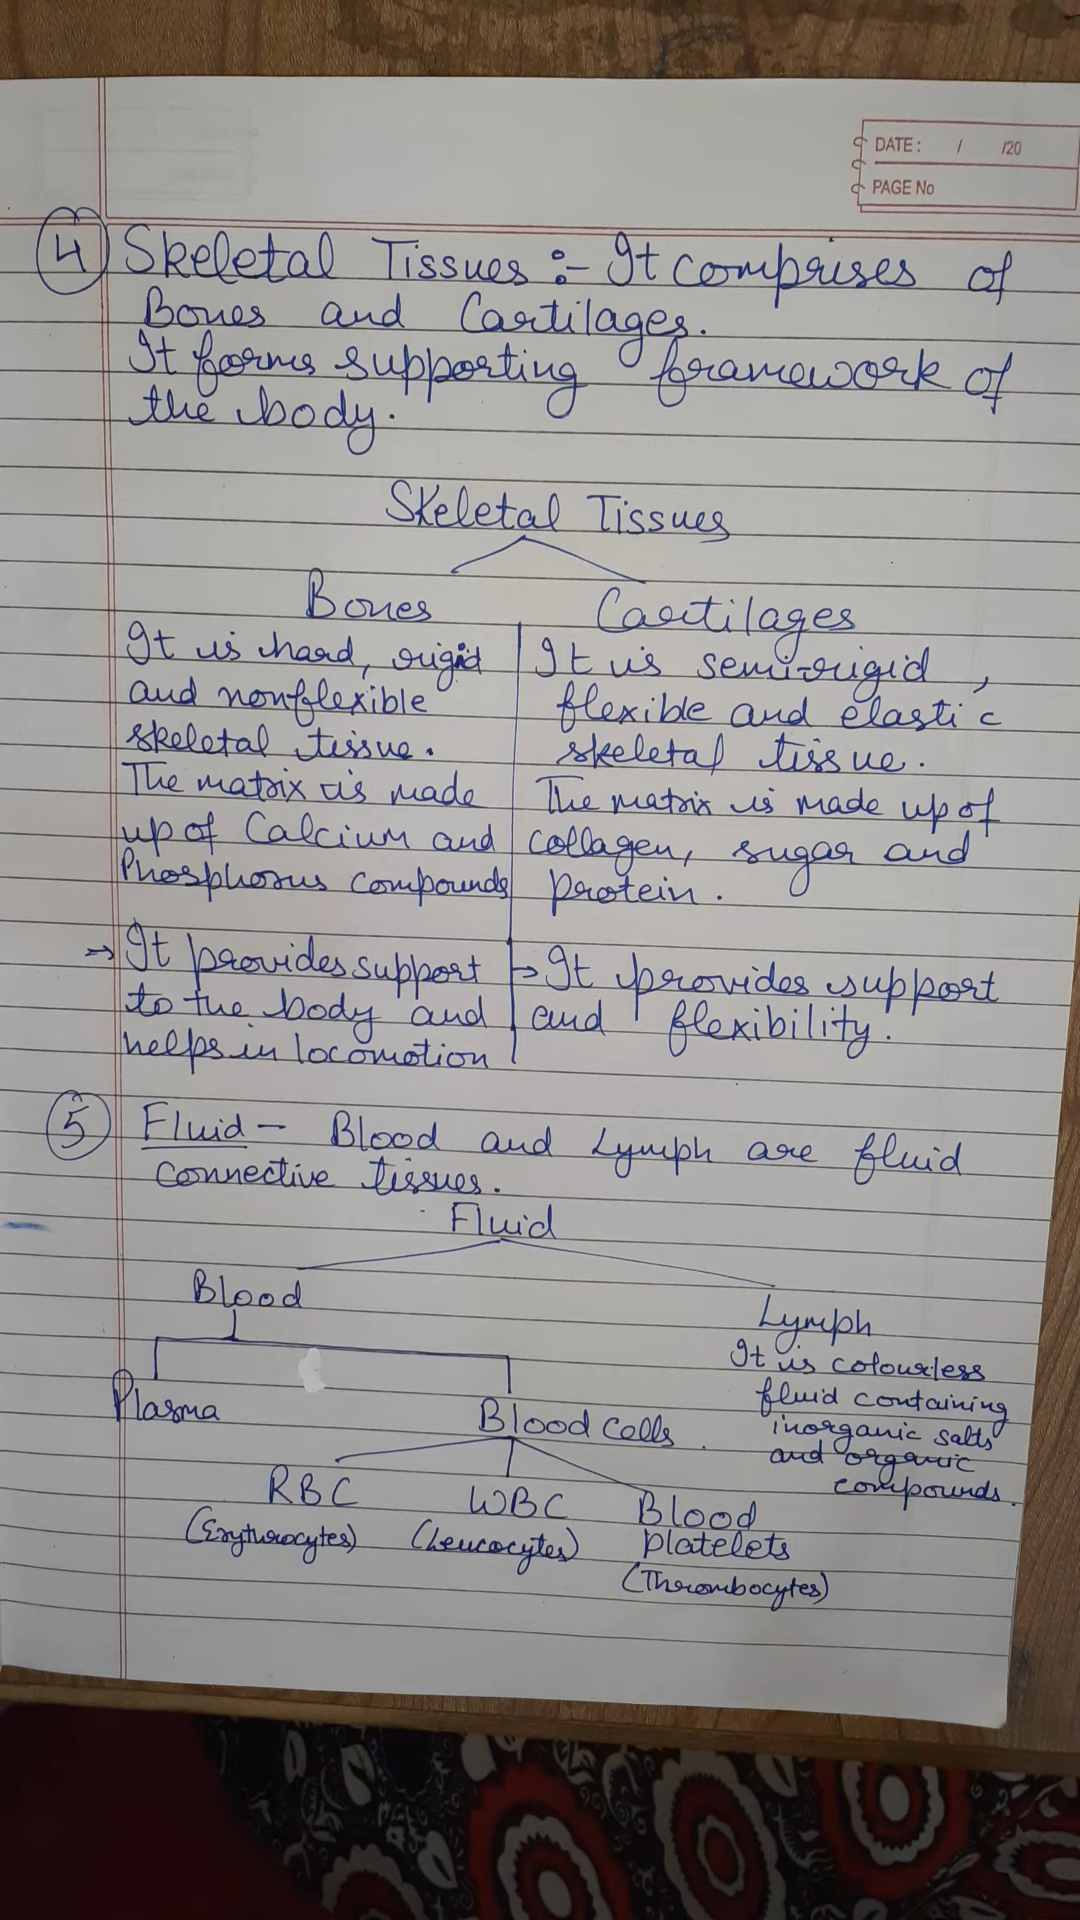 DATE: / /20
PAGE No
4 Skeletal Tissues :- It comprises of
Bones and Cartilages.
It forms supporting framework of
the body.
Skeletal Tissues
Bones
It is hard, rigid
and nonflexible
skeletal tissue.
The matrix is made
up of Calcium and
Phosphorus compounds
→ It provides support
to the body and
helps in locomotion
Cartilages
It is semi-rigid,
flexible and elastic
skeletal tissue.
The matrix is made up of
collagen, sugar and
protein.
→ It provides support
and flexibility.
5 Fluid - Blood and Lymph are fluid
connective tissues.
Fluid
Blood
Plasma
Blood Cells
RBC
(Erythrocytes)
WBC
(Leucocytes)
Blood
Platelets
(Thrombocytes)
Lymph
It is colourless
fluid containing
inorganic salts
and organic
compounds.